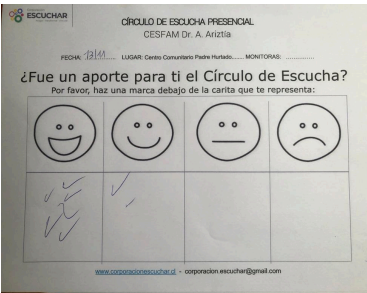 ESCUCHAR
CÍRCULO DE ESCUCHA PRESENCIAL
CESFAM Dr. A. Ariztía
FECHA: 13/11 LUGAR: Centro Comunitario Padre Hurtado....... MONITORAS: ................
¿Fue un aporte para ti el Círculo de Escucha?
Por favor, haz una marca debajo de la carita que te representa:
www.corporacionescuchar.cl - corporacion.escuchar@gmail.com